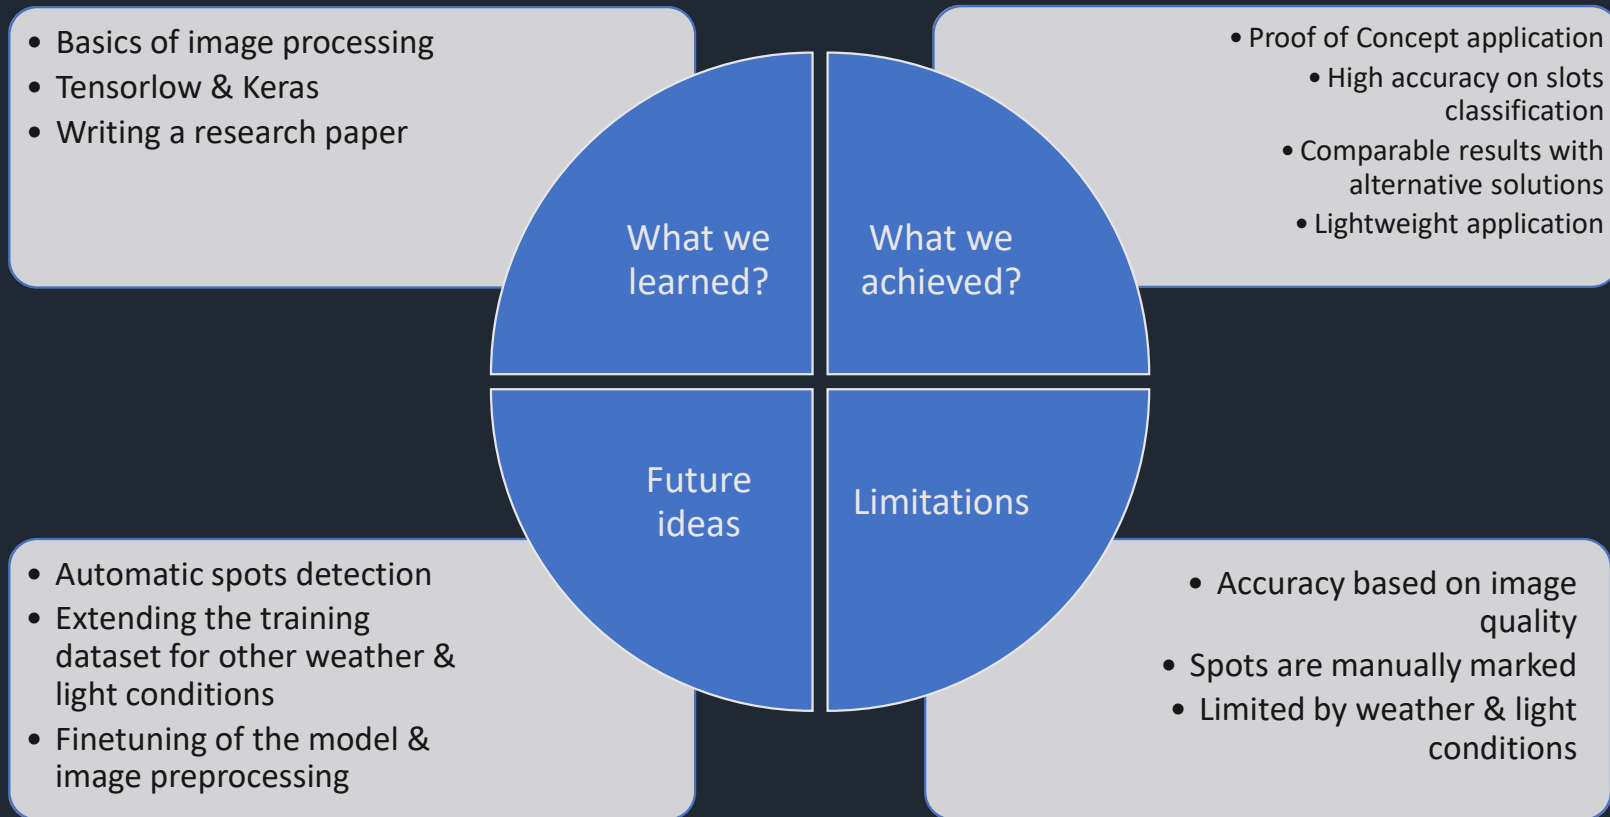 • Basics of image processing
• Tensorlow & Keras
• Writing a research paper
• Proof of Concept application
• High accuracy on slots
classification
• Comparable results with
alternative solutions
• Lightweight application
What we
learned?
What we
achieved?
Future
ideas
Limitations
• Automatic spots detection
• Extending the training
dataset for other weather &
light conditions
• Finetuning of the model &
image preprocessing
• Accuracy based on image
quality
• Spots are manually marked
• Limited by weather & light
conditions